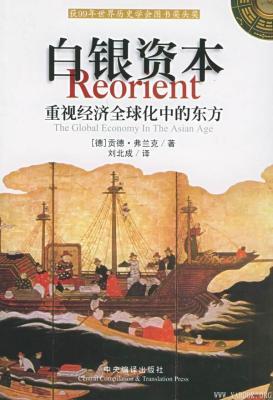 获99年世界历史学会图书奖头奖
白银资本
Reorient
重视经济全球化中的东方
The Global Economy In The Asian Age
[德]贡德·弗兰克/著
刘北成/译
中央编译出版社
Central Compilation & Translation Press
WWW.YABOOK.ORG